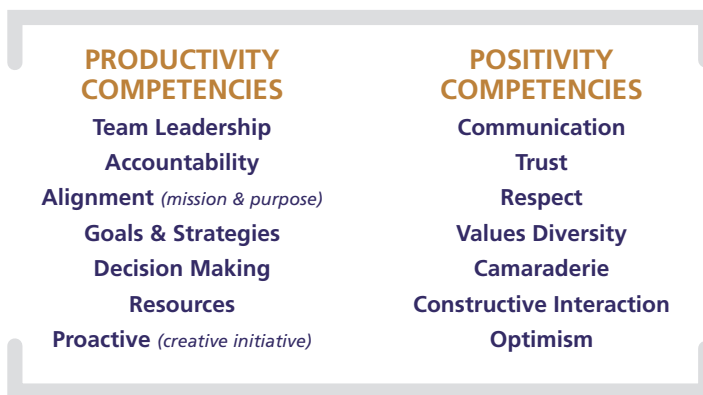 PRODUCTIVITY
COMPETENCIES
Team Leadership
Accountability
Alignment (mission & purpose)
Goals & Strategies
Decision Making
Resources
Proactive (creative initiative)
POSITIVITY
COMPETENCIES
Communication
Trust
Respect
Values Diversity
Camaraderie
Constructive Interaction
Optimism